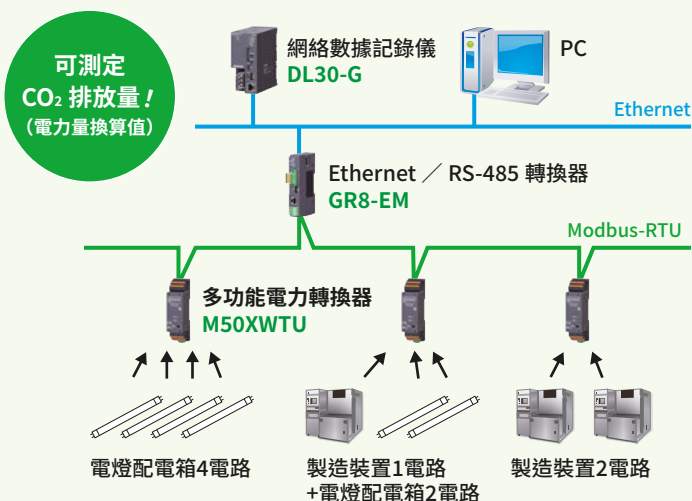 可測定
CO₂ 排放量！
（電力量換算值）
網絡數據記錄儀
DL30-G
PC
Ethernet
Ethernet ／ RS-485 轉換器
GR8-EM
Modbus-RTU
多功能電力轉換器
M50XWTU
電燈配電箱4電路
製造裝置1電路
+電燈配電箱2電路
製造裝置2電路